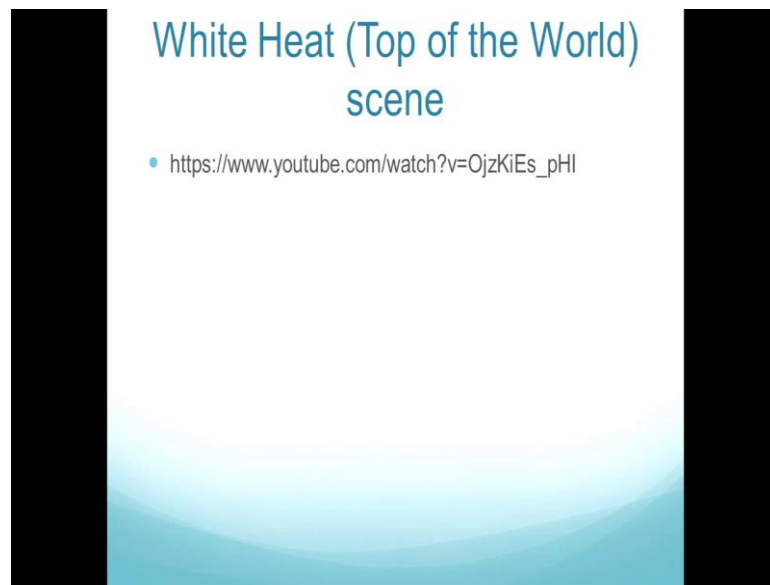 White Heat (Top of the World)
scene
• https://www.youtube.com/watch?v=OjzKiEs_pHI